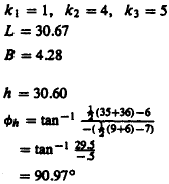 k₁ = 1, k₂ = 4, k₃ = 5
L = 30.67
B = 4.28
h = 30.60
ϕₕ = tan⁻¹ ½(35+36)−6 / −(½(9+6)−7)
= tan⁻¹ 29.5 / −.5
= 90.97°